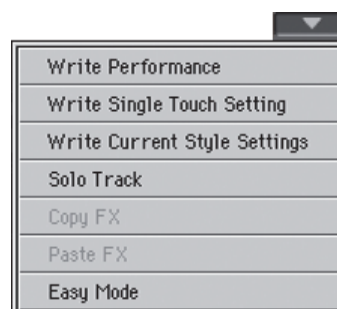 Write Performance
Write Single Touch Setting
Write Current Style Settings
Solo Track
Copy FX
Paste FX
Easy Mode